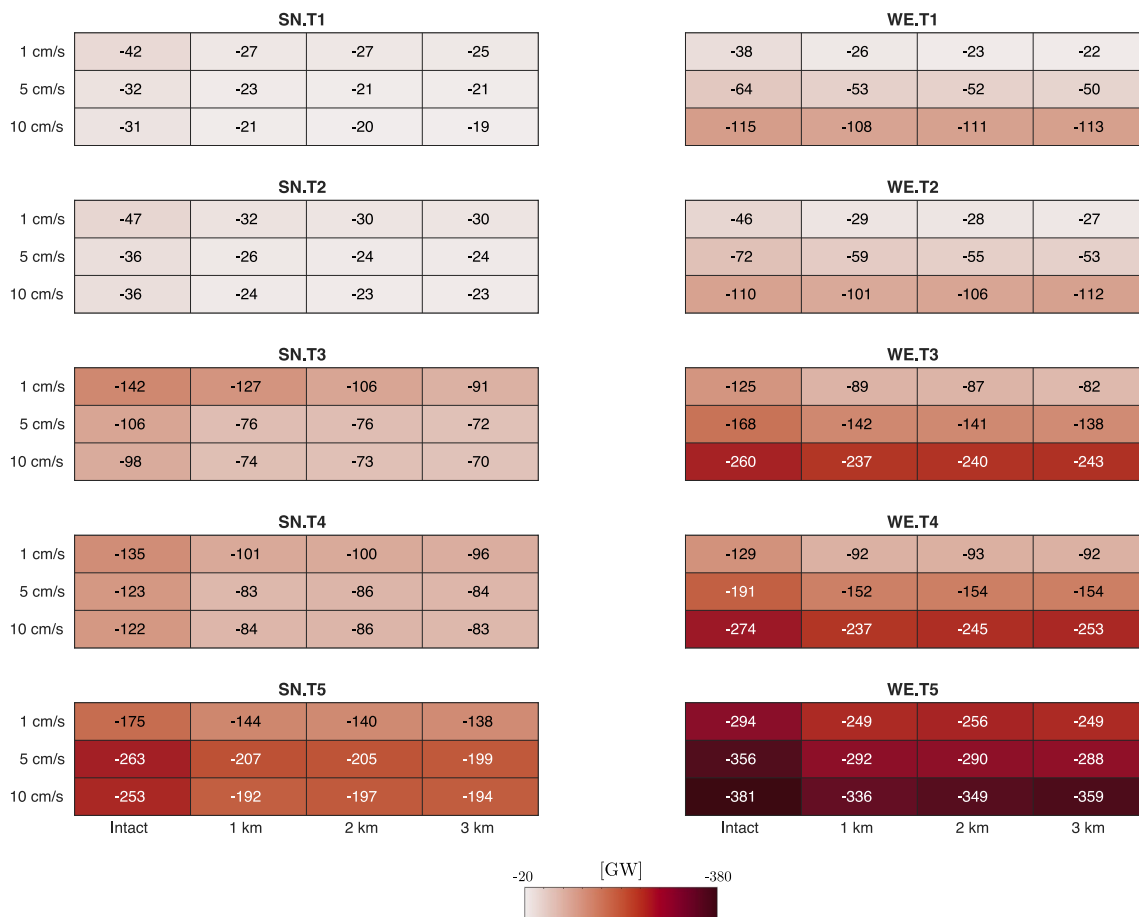 SN.T1 WE.T1
1 cm/s -42 -27 -27 -25 -38 -26 -23 -22
5 cm/s -32 -23 -21 -21 -64 -53 -52 -50
10 cm/s -31 -21 -20 -19 -115 -108 -111 -113
SN.T2 WE.T2
1 cm/s -47 -32 -30 -30 -46 -29 -28 -27
5 cm/s -36 -26 -24 -24 -72 -59 -55 -53
10 cm/s -36 -24 -23 -23 -110 -101 -106 -112
SN.T3 WE.T3
1 cm/s -142 -127 -106 -91 -125 -89 -87 -82
5 cm/s -106 -76 -76 -72 -168 -142 -141 -138
10 cm/s -98 -74 -73 -70 -260 -237 -240 -243
SN.T4 WE.T4
1 cm/s -135 -101 -100 -96 -129 -92 -93 -92
5 cm/s -123 -83 -86 -84 -191 -152 -154 -154
10 cm/s -122 -84 -86 -83 -274 -237 -245 -253
SN.T5 WE.T5
1 cm/s -175 -144 -140 -138 -294 -249 -256 -249
5 cm/s -263 -207 -205 -199 -356 -292 -290 -288
10 cm/s -253 -192 -197 -194 -381 -336 -349 -359
Intact 1 km 2 km 3 km Intact 1 km 2 km 3 km
-20 [GW] -380